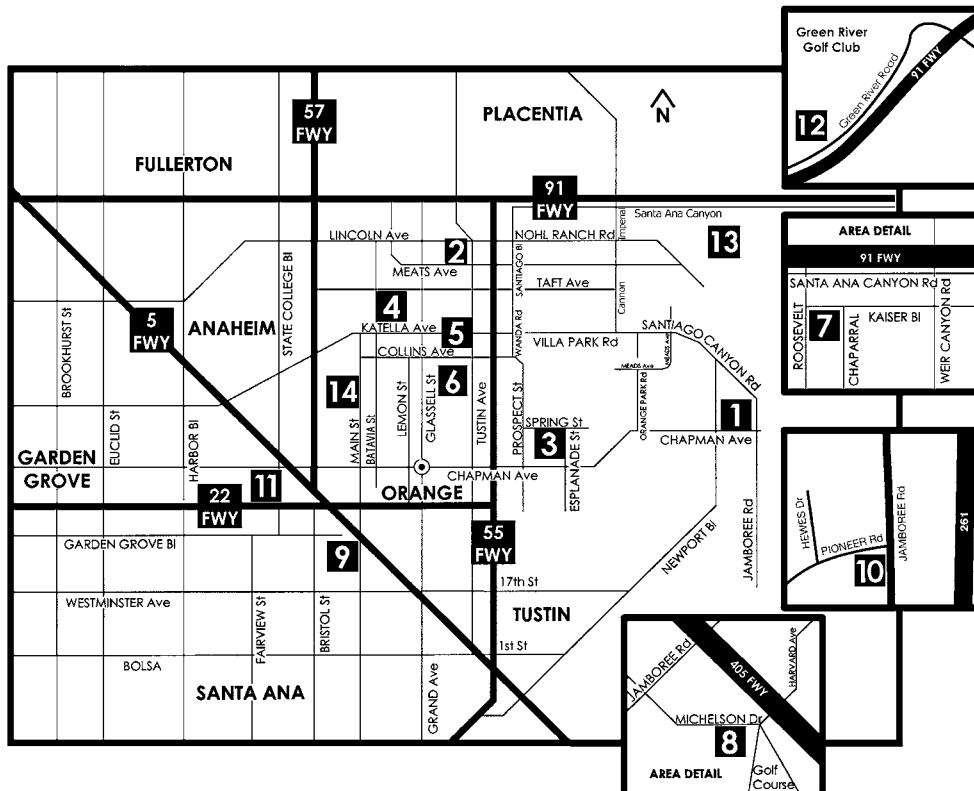 Green River
Golf Club
Green River Road
91 FWY
12
57
FWY
PLACENTIA
N
FULLERTON
91
FWY
Santa Ana Canyon
Imperial
LINCOLN Ave
NOHL RANCH Rd
13
2
MEATS Ave
SANTIAGO Bl
STATE COLLEGE Bl
TAFT Ave
Cannon
AREA DETAIL
91 FWY
SANTA ANA CANYON Rd
ROOSEVELT
7
CHAPARRAL
KAISER Bl
WEIR CANYON Rd
4
5
FWY
ANAHEIM
KATELLA Ave
5
WANDA Rd
VILLA PARK Rd
SANTIAGO CANYON Rd
BROOKHURST St
COLLINS Ave
MEADS Ave
MEADS Ave
14
6
LEMON St
GLASSELL St
TUSTIN Ave
PROSPECT St
ORANGE PARK Rd
1
EUCLID St
HARBOR Bl
MAIN St
BATAVIA St
SPRING St
3
ESPLANADE St
CHAPMAN Ave
GARDEN
GROVE
11
CHAPMAN Ave
ORANGE
22
FWY
HEWES Dr
PIONEER Rd
10
JAMBOREE Rd
261
GARDEN GROVE Bl
9
55
FWY
NEWPORT Bl
JAMBOREE Rd
17th St
WESTMINSTER Ave
FAIRVIEW St
BRISTOL St
TUSTIN
1st St
BOLSA
SANTA ANA
GRAND Ave
JAMBOREE Rd
405 FWY
HARVARD Ave
MICHELSON Dr
8
AREA DETAIL
Golf
Course